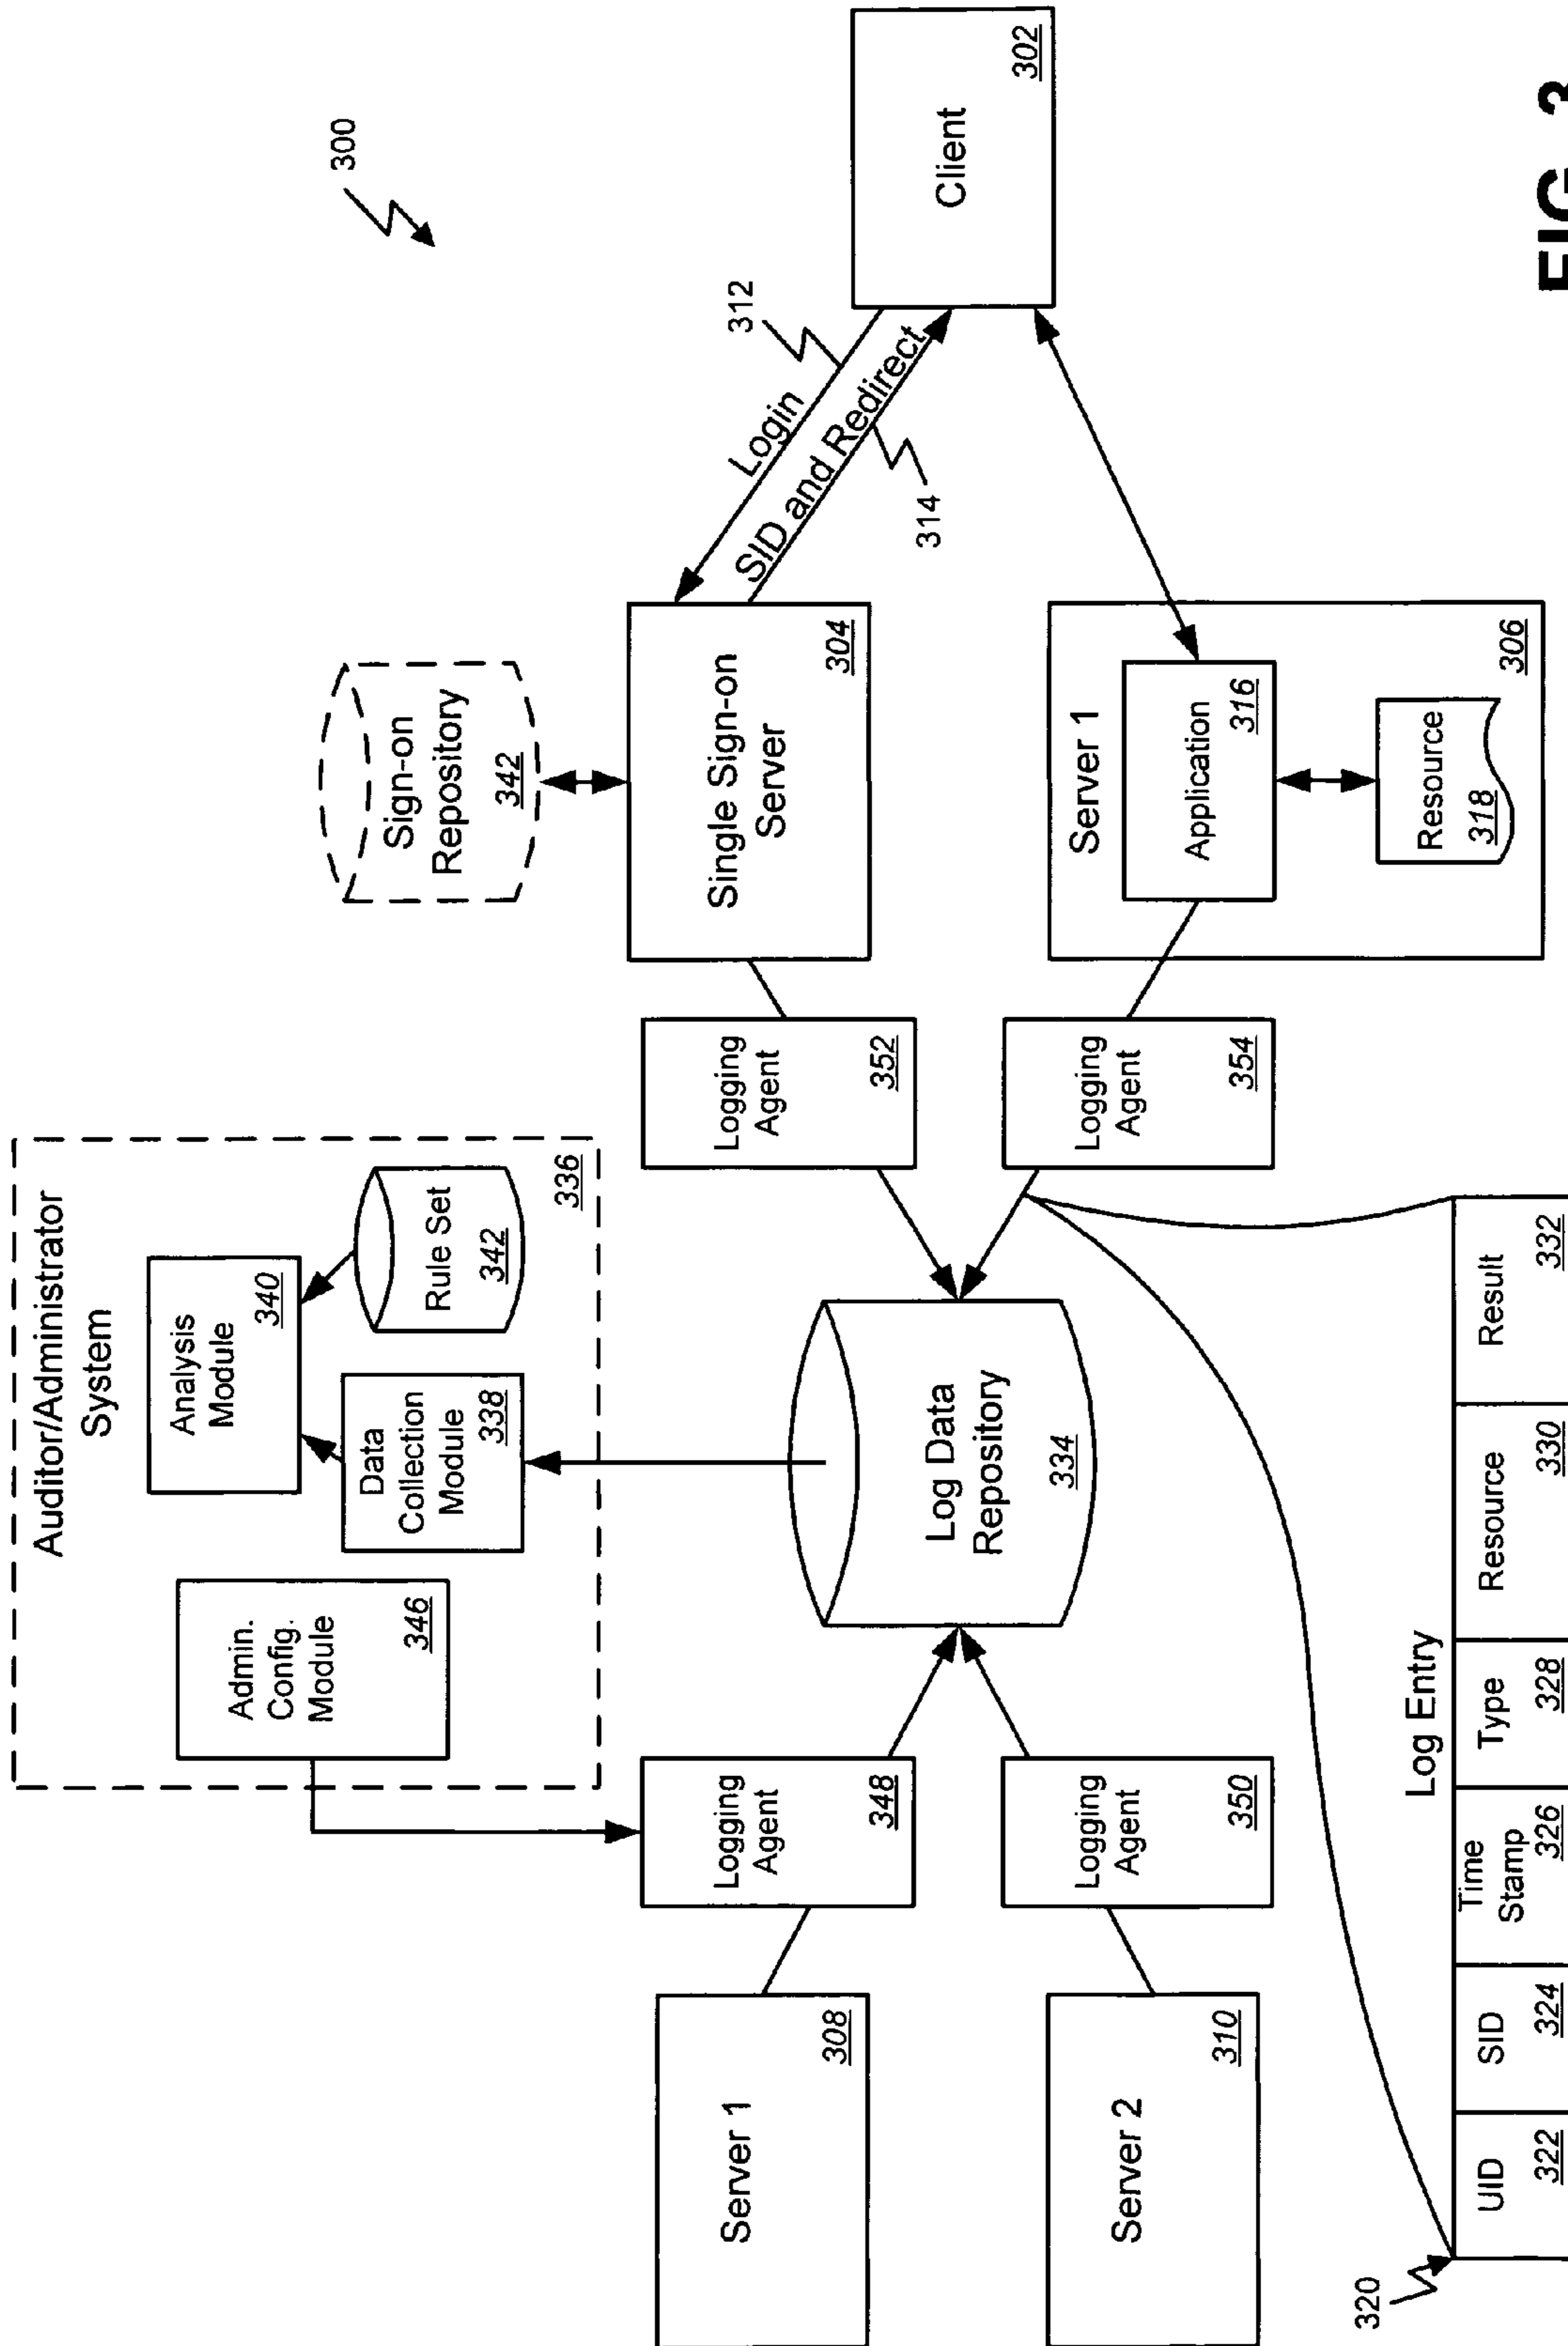 Auditor/Administrator
System
Admin.
Config.
Module
346
Data
Collection
Module
338
Analysis
Module
340
Rule Set
342
336
Sign-on
Repository
342
300
Server 1
308
Logging
Agent
348
Logging
Agent
352
Single Sign-on
Server
304
Login
312
SID and Redirect
314
Client
302
Log Data
Repository
334
Server 2
310
Logging
Agent
350
Logging
Agent
354
Server 1
Application
316
Resource
318
306
320
Log Entry
UID
322
SID
324
Time
Stamp
326
Type
328
Resource
330
Result
332
FIG. 3